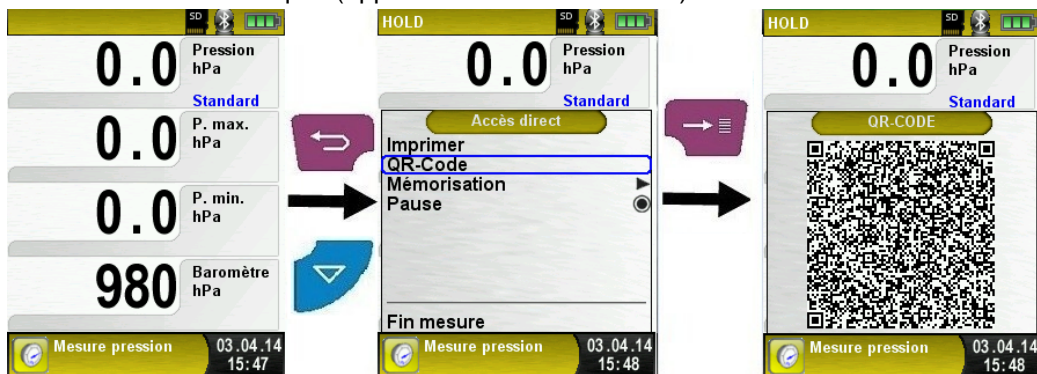 SD
0.0 Pression hPa
Standard
0.0 P. max. hPa
0.0 P. min. hPa
980 Baromètre hPa
Mesure pression 03.04.14 15:47
HOLD SD
0.0 Pression hPa
Standard
Accès direct
Imprimer
QR-Code
Mémorisation
Pause
Fin mesure
Mesure pression 03.04.14 15:48
HOLD SD
0.0 Pression hPa
Standard
QR-CODE
Mesure pression 03.04.14 15:48